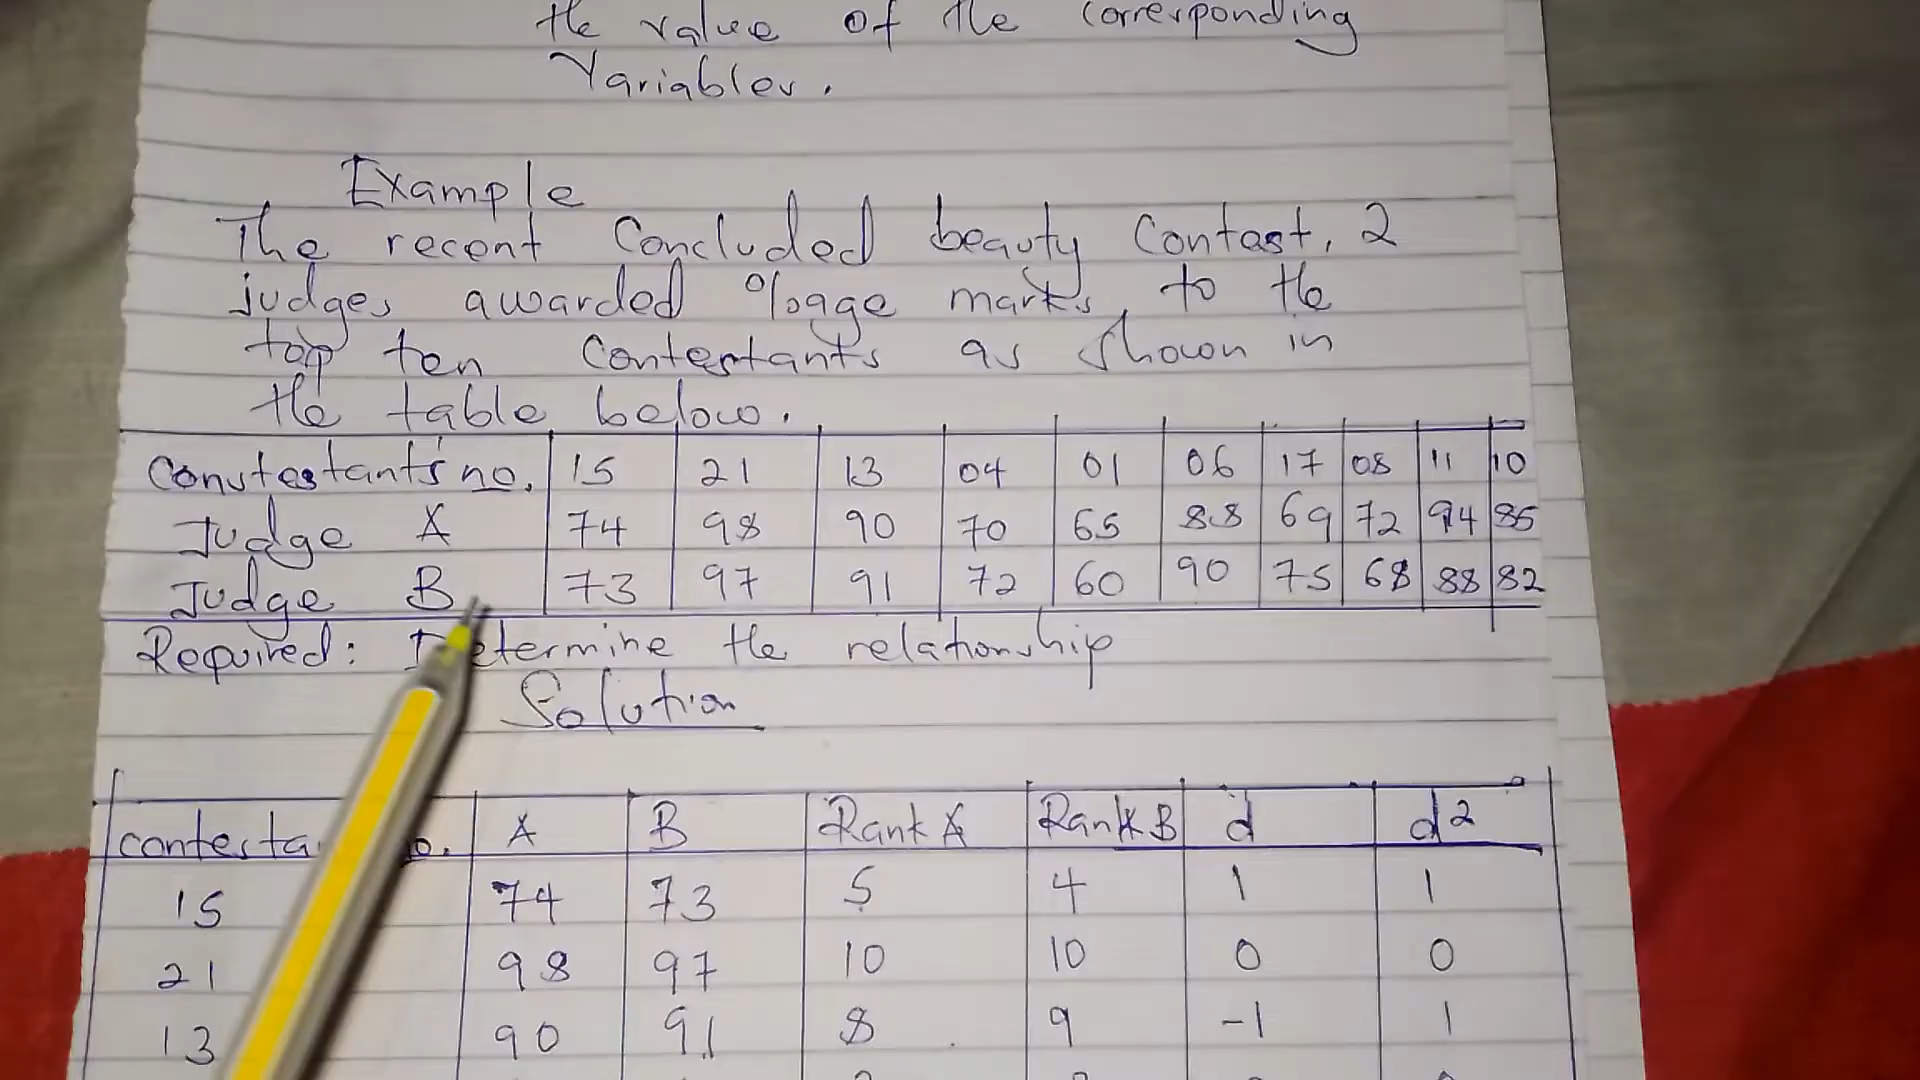 the value of the corresponding
Variables.
Example
The recent Concluded beauty Contast, 2
judges awarded %age marks, to the
top ten Contestants as shown in
the table below.
Conutestants' no. 15 21 13 04 01 06 17 08 11 10
Judge A 74 98 90 70 65 88 69 72 94 85
Judge B 73 97 91 72 60 90 75 68 88 82
Required: Determine the relationship
Solution
contesta o. A B Rank A Rank B d d2
15 74 73 5 4 1 1
21 98 97 10 10 0 0
13 90 91 8 9 -1 1